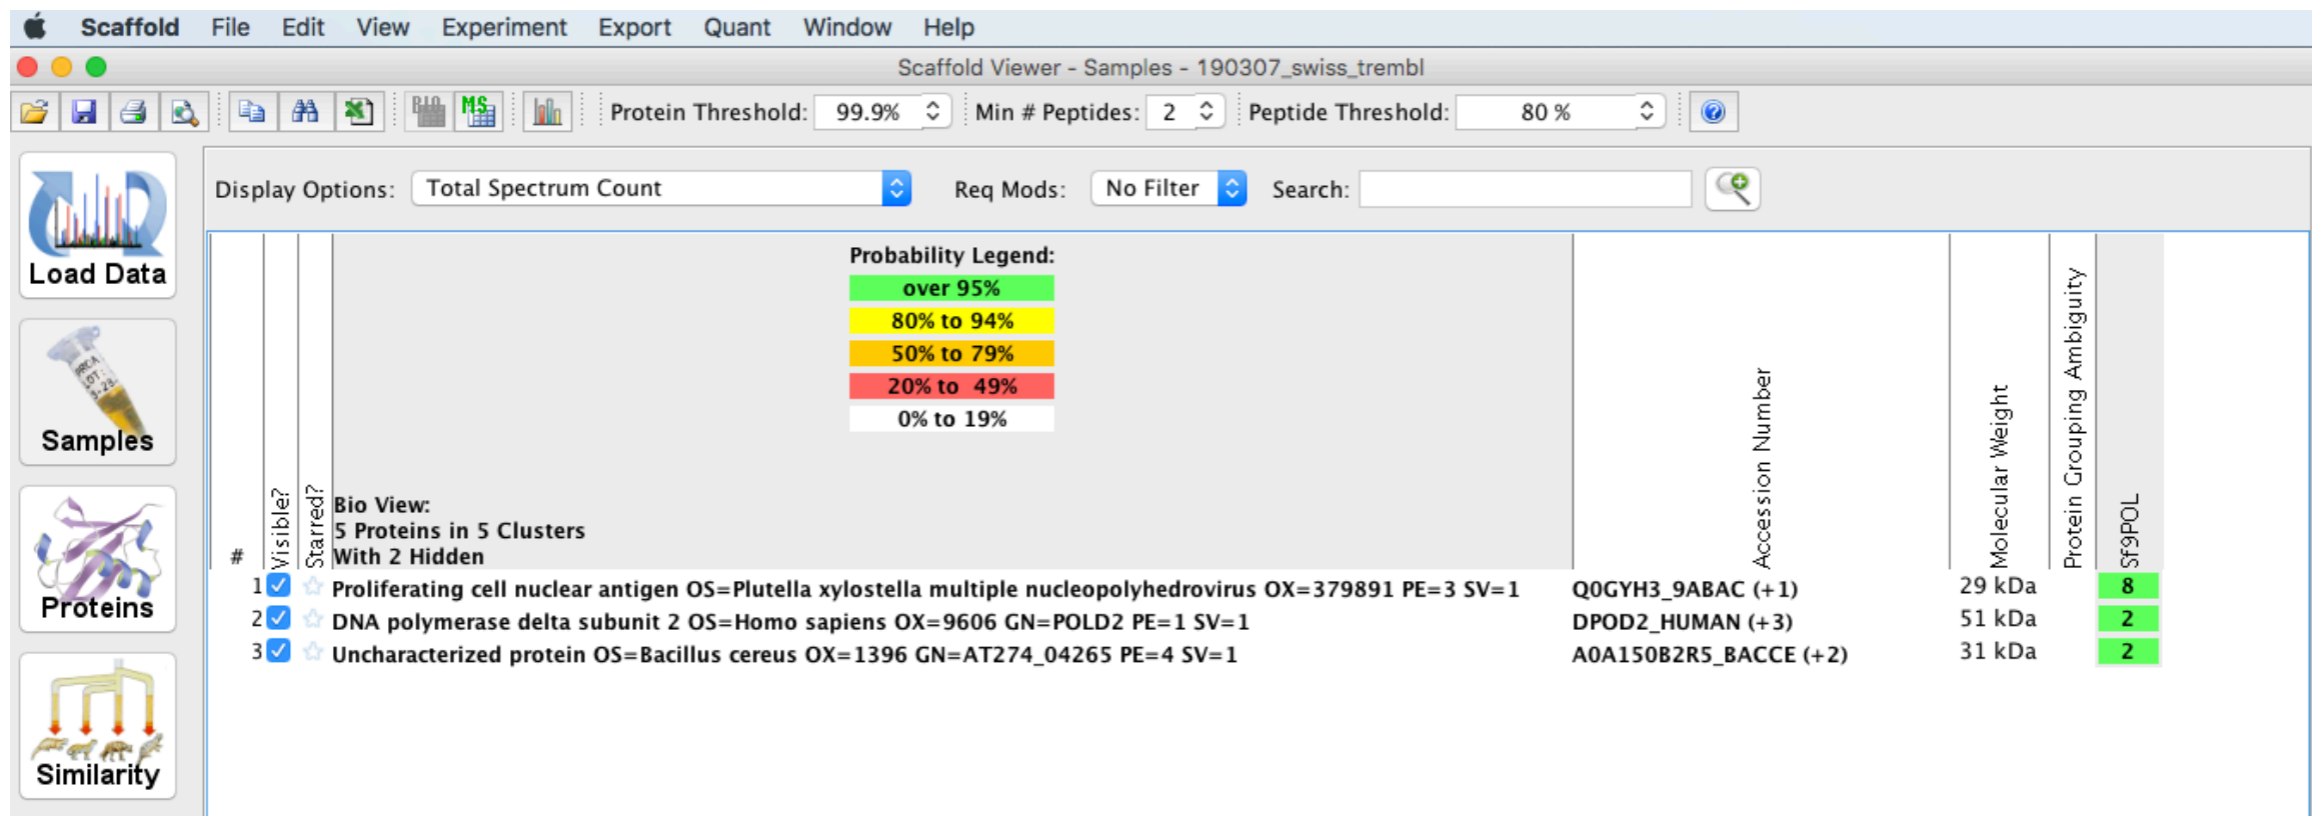 Scaffold File Edit View Experiment Export Quant Window Help
Scaffold Viewer - Samples - 190307_swiss_trembl
BIO MS Protein Threshold: 99.9% Min # Peptides: 2 Peptide Threshold: 80 % ?
Load Data
Samples
Proteins
Similarity
Display Options: Total Spectrum Count Req Mods: No Filter Search:
Probability Legend:
over 95%
80% to 94%
50% to 79%
20% to 49%
0% to 19%
Bio View:
5 Proteins in 5 Clusters
With 2 Hidden
# Visible? Starred? Accession Number Molecular Weight Protein Grouping Ambiguity Sf9POL
1 Proliferating cell nuclear antigen OS=Plutella xylostella multiple nucleopolyhedrovirus OX=379891 PE=3 SV=1 Q0GYH3_9ABAC (+1) 29 kDa 8
2 DNA polymerase delta subunit 2 OS=Homo sapiens OX=9606 GN=POLD2 PE=1 SV=1 DPOD2_HUMAN (+3) 51 kDa 2
3 Uncharacterized protein OS=Bacillus cereus OX=1396 GN=AT274_04265 PE=4 SV=1 A0A150B2R5_BACCE (+2) 31 kDa 2